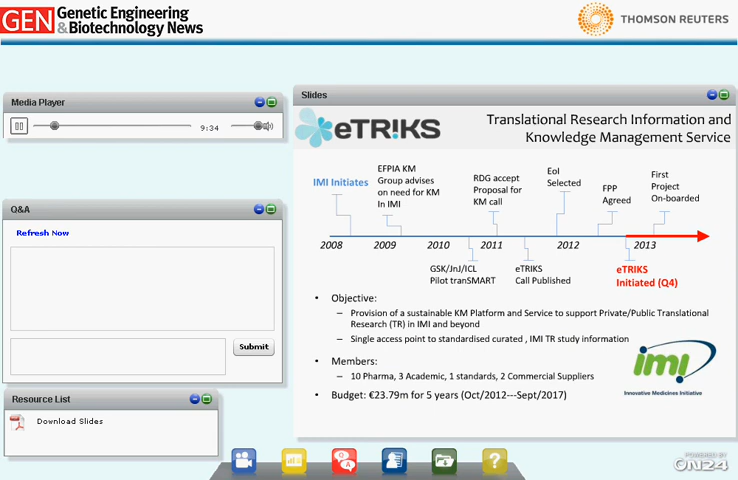 GEN Genetic Engineering
& Biotechnology News
THOMSON REUTERS
Media Player
9:34
Q&A
Refresh Now
Submit
Resource List
Download Slides
Slides
eTRIKS
Translational Research Information and
Knowledge Management Service
IMI Initiates
EFPIA KM
Group advises
on need for KM
In IMI
RDG accept
Proposal for
KM call
EoI
Selected
FPP
Agreed
First
Project
On-boarded
2008 2009 2010 2011 2012 2013
GSK/JnJ/ICL
Pilot tranSMART
eTRIKS
Call Published
eTRIKS
Initiated (Q4)
• Objective:
– Provision of a sustainable KM Platform and Service to support Private/Public Translational
Research (TR) in IMI and beyond
– Single access point to standardised curated , IMI TR study information
• Members:
– 10 Pharma, 3 Academic, 1 standards, 2 Commercial Suppliers
• Budget: €23.79m for 5 years (Oct/2012---Sept/2017)
imi
Innovative Medicines Initiative
Q A
?
POWERED BY
ON24